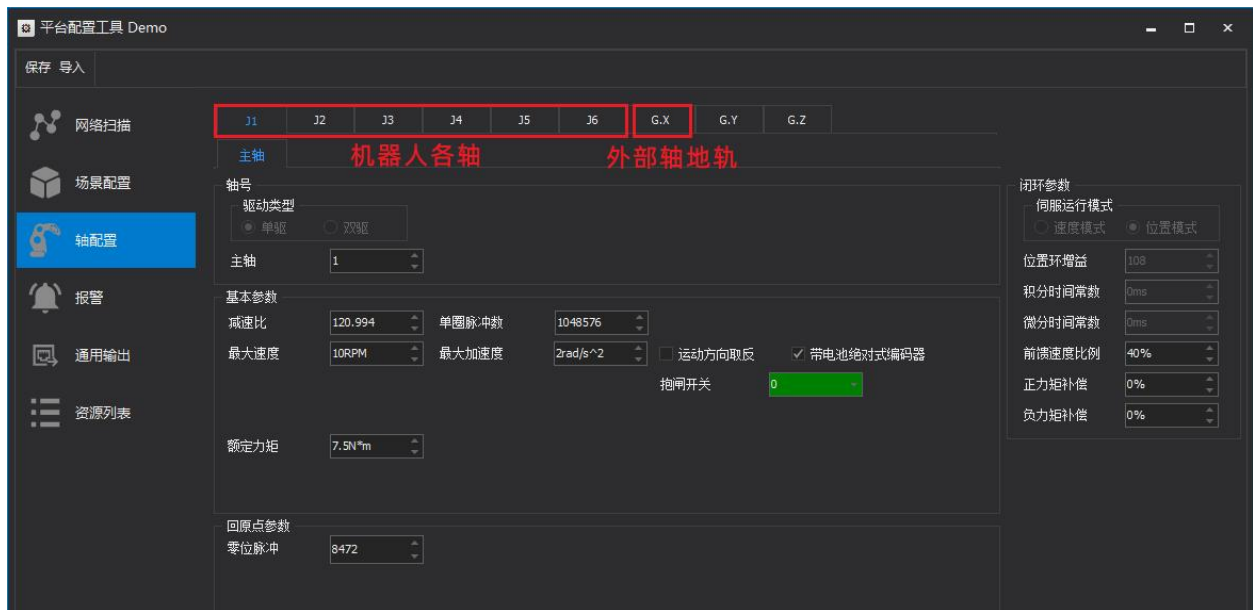 平台配置工具 Demo
保存 导入
网络扫描
场景配置
轴配置
报警
通用输出
资源列表
J1 J2 J3 J4 J5 J6 G.X G.Y G.Z
主轴 机器人各轴 外部轴地轨
轴号
驱动类型
单驱 双驱
主轴 1
基本参数
减速比 120.994 单圈脉冲数 1048576
最大速度 10RPM 最大加速度 2rad/s^2 运动方向取反 带电池绝对式编码器
抱闸开关 0
额定力矩 7.5N*m
回原点参数
零位脉冲 8472
闭环参数
伺服运行模式
速度模式 位置模式
位置环增益 108
积分时间常数 0ms
微分时间常数 0ms
前馈速度比例 40%
正力矩补偿 0%
负力矩补偿 0%